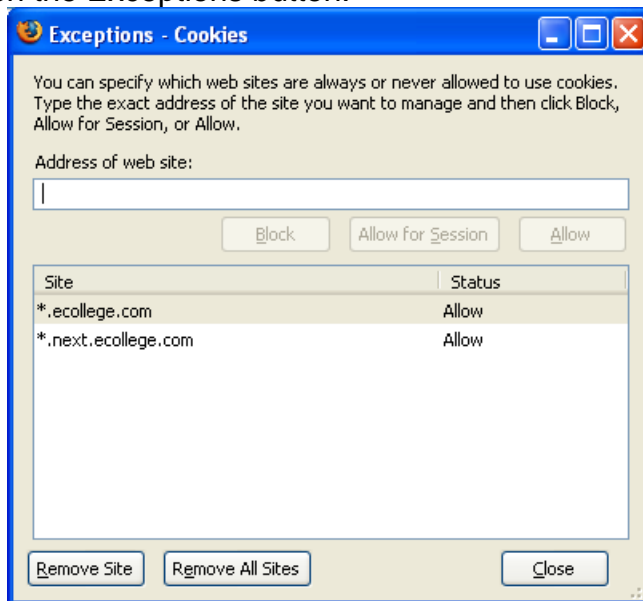 the Exceptions button.
Exceptions - Cookies
You can specify which web sites are always or never allowed to use cookies.
Type the exact address of the site you want to manage and then click Block,
Allow for Session, or Allow.
Address of web site:
Block Allow for Session Allow
Site Status
*.ecollege.com Allow
*.next.ecollege.com Allow
Remove Site Remove All Sites Close